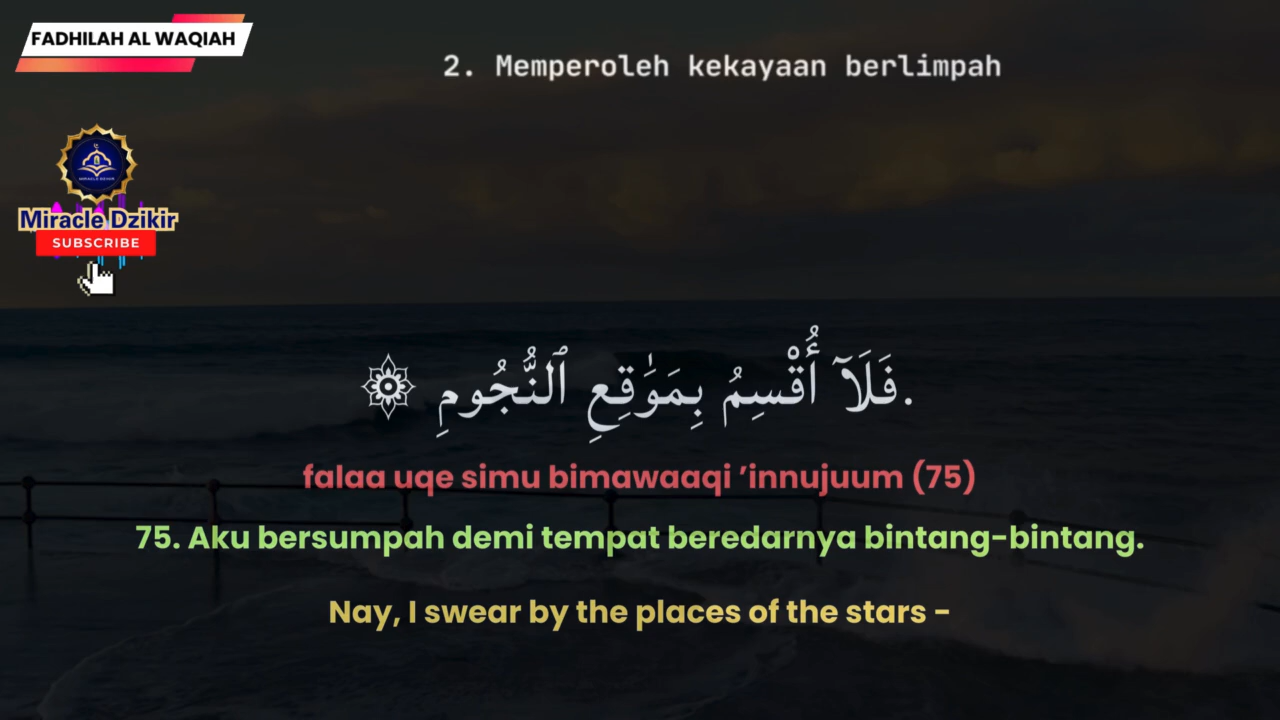 FADHILAH AL WAQIAH
2. Memperoleh kekayaan berlimpah
Miracle Dzikir
SUBSCRIBE
فَلَآ أُقْسِمُ بِمَوَٰقِعِ ٱلنُّجُومِ ۞.
falaa uqe simu bimawaaqi ’innujuum (75)
75. Aku bersumpah demi tempat beredarnya bintang-bintang.
Nay, I swear by the places of the stars -